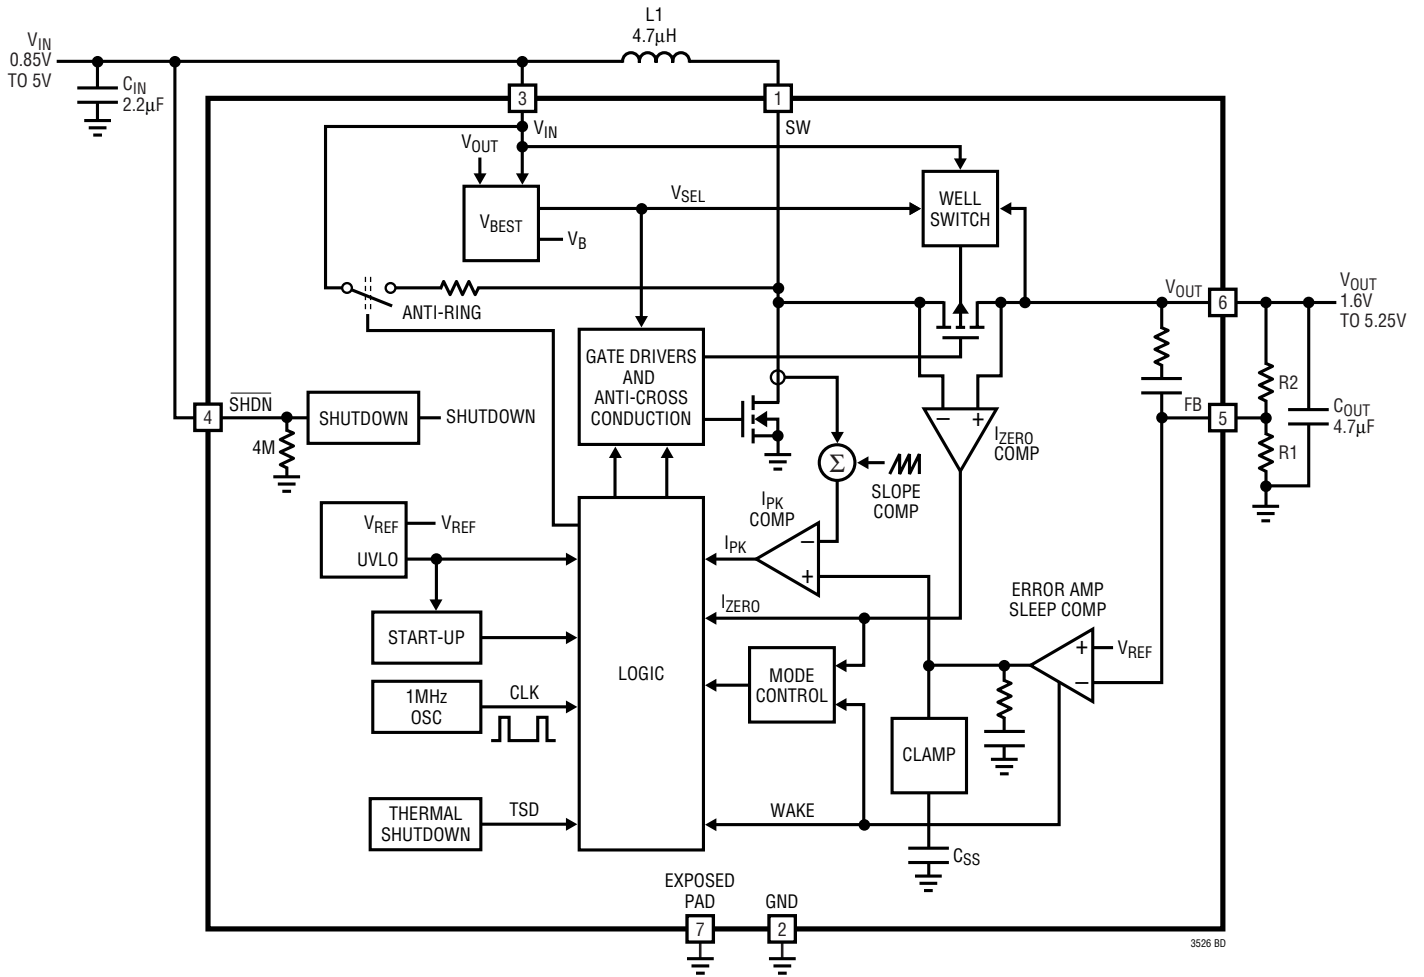 L1
4.7µH
VIN
0.85V
TO 5V
CIN
2.2µF
3
1
VIN
SW
VOUT
VSEL
WELL
SWITCH
VBEST
VB
VOUT
6
VOUT
1.6V
TO 5.25V
ANTI-RING
GATE DRIVERS
AND
ANTI-CROSS
CONDUCTION
R2
4
SHDN
SHUTDOWN
SHUTDOWN
FB
5
COUT
4.7µF
4M
–
+
IZERO
COMP
R1
Σ
SLOPE
COMP
IPK
COMP
VREF
VREF
UVLO
IPK
–
+
ERROR AMP
SLEEP COMP
IZERO
START-UP
LOGIC
MODE
CONTROL
+
–
VREF
1MHz
OSC
CLK
CLAMP
THERMAL
SHUTDOWN
TSD
WAKE
CSS
EXPOSED
PAD
GND
7
2
3526 BD